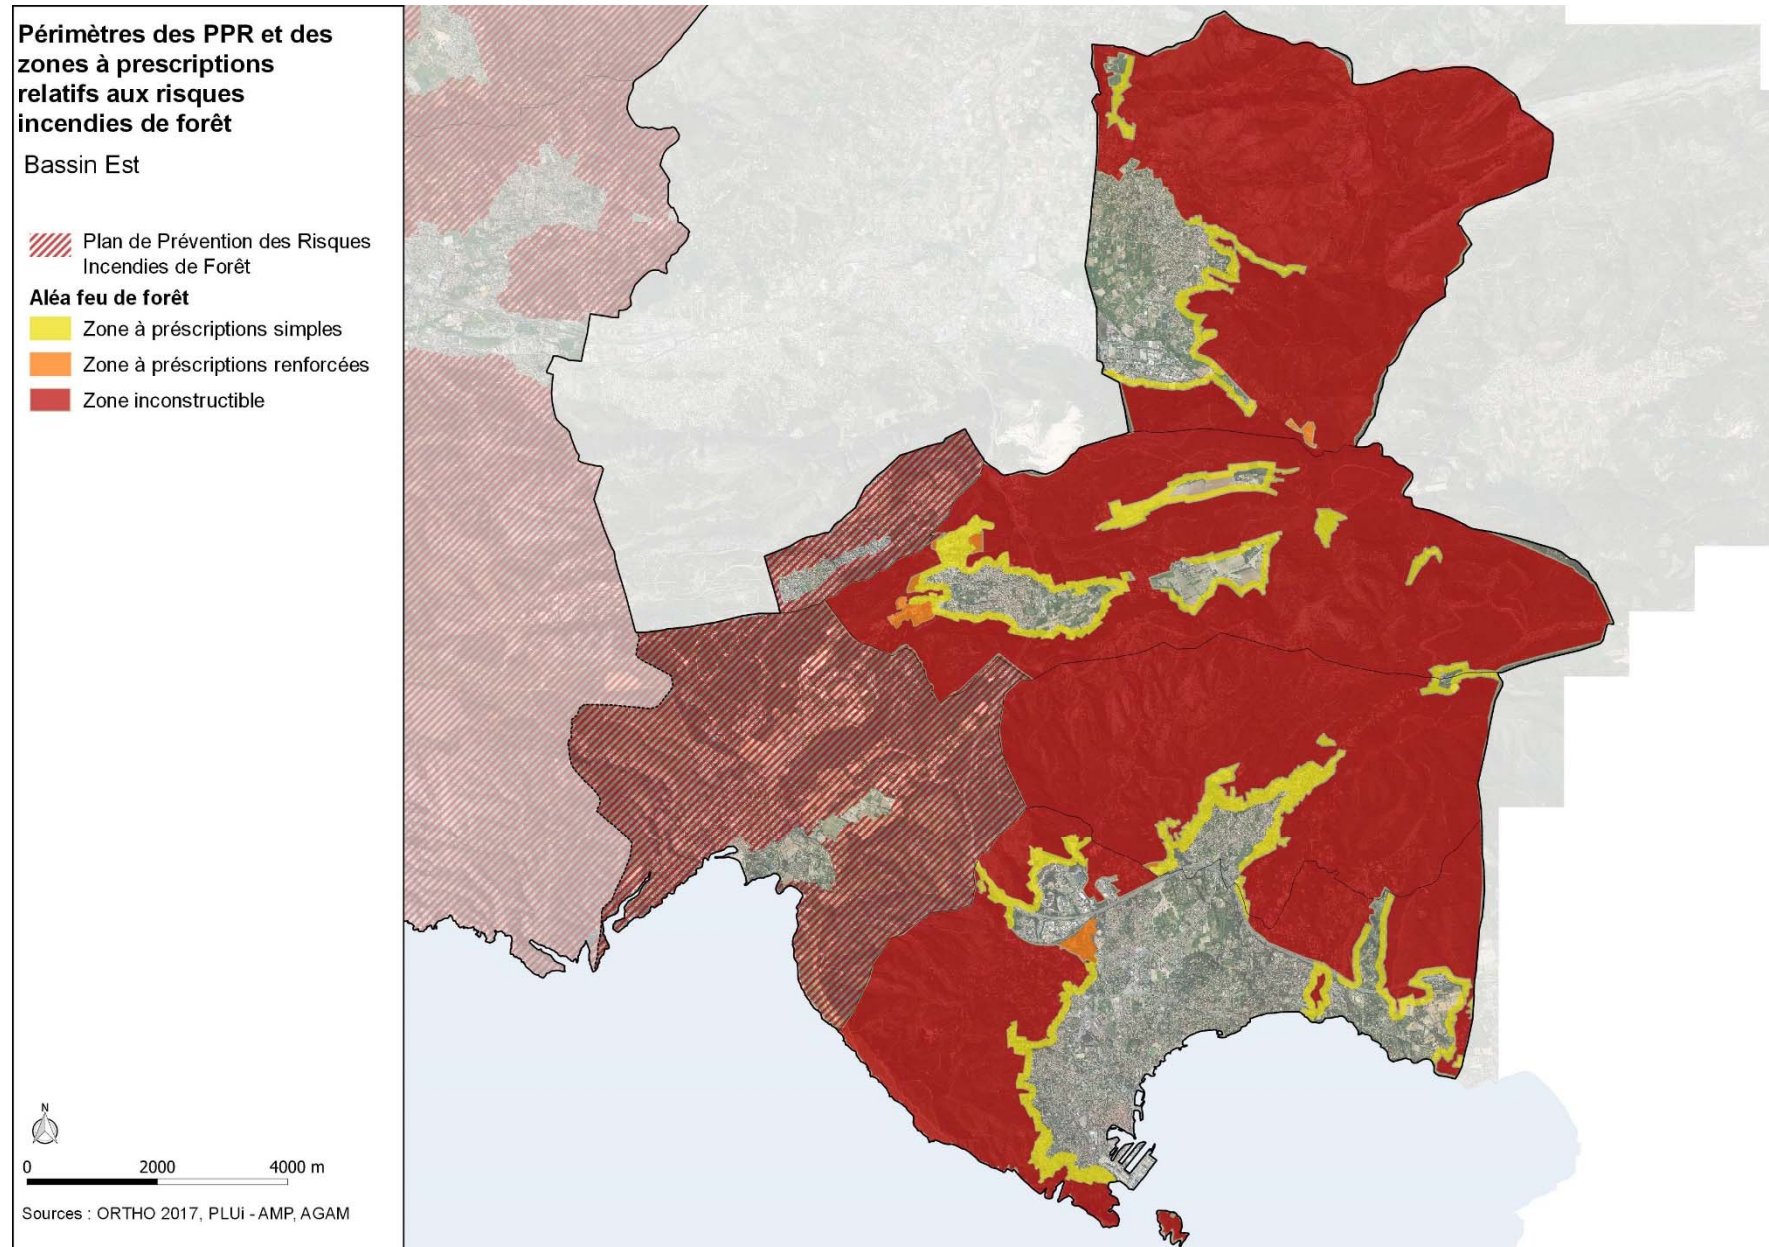 Périmètres des PPR et des
zones à prescriptions
relatifs aux risques
incendies de forêt
Bassin Est
Plan de Prévention des Risques
Incendies de Forêt
Aléa feu de forêt
Zone à préscriptions simples
Zone à préscriptions renforcées
Zone inconstructible
N
0 2000 4000 m
Sources : ORTHO 2017, PLUi - AMP, AGAM